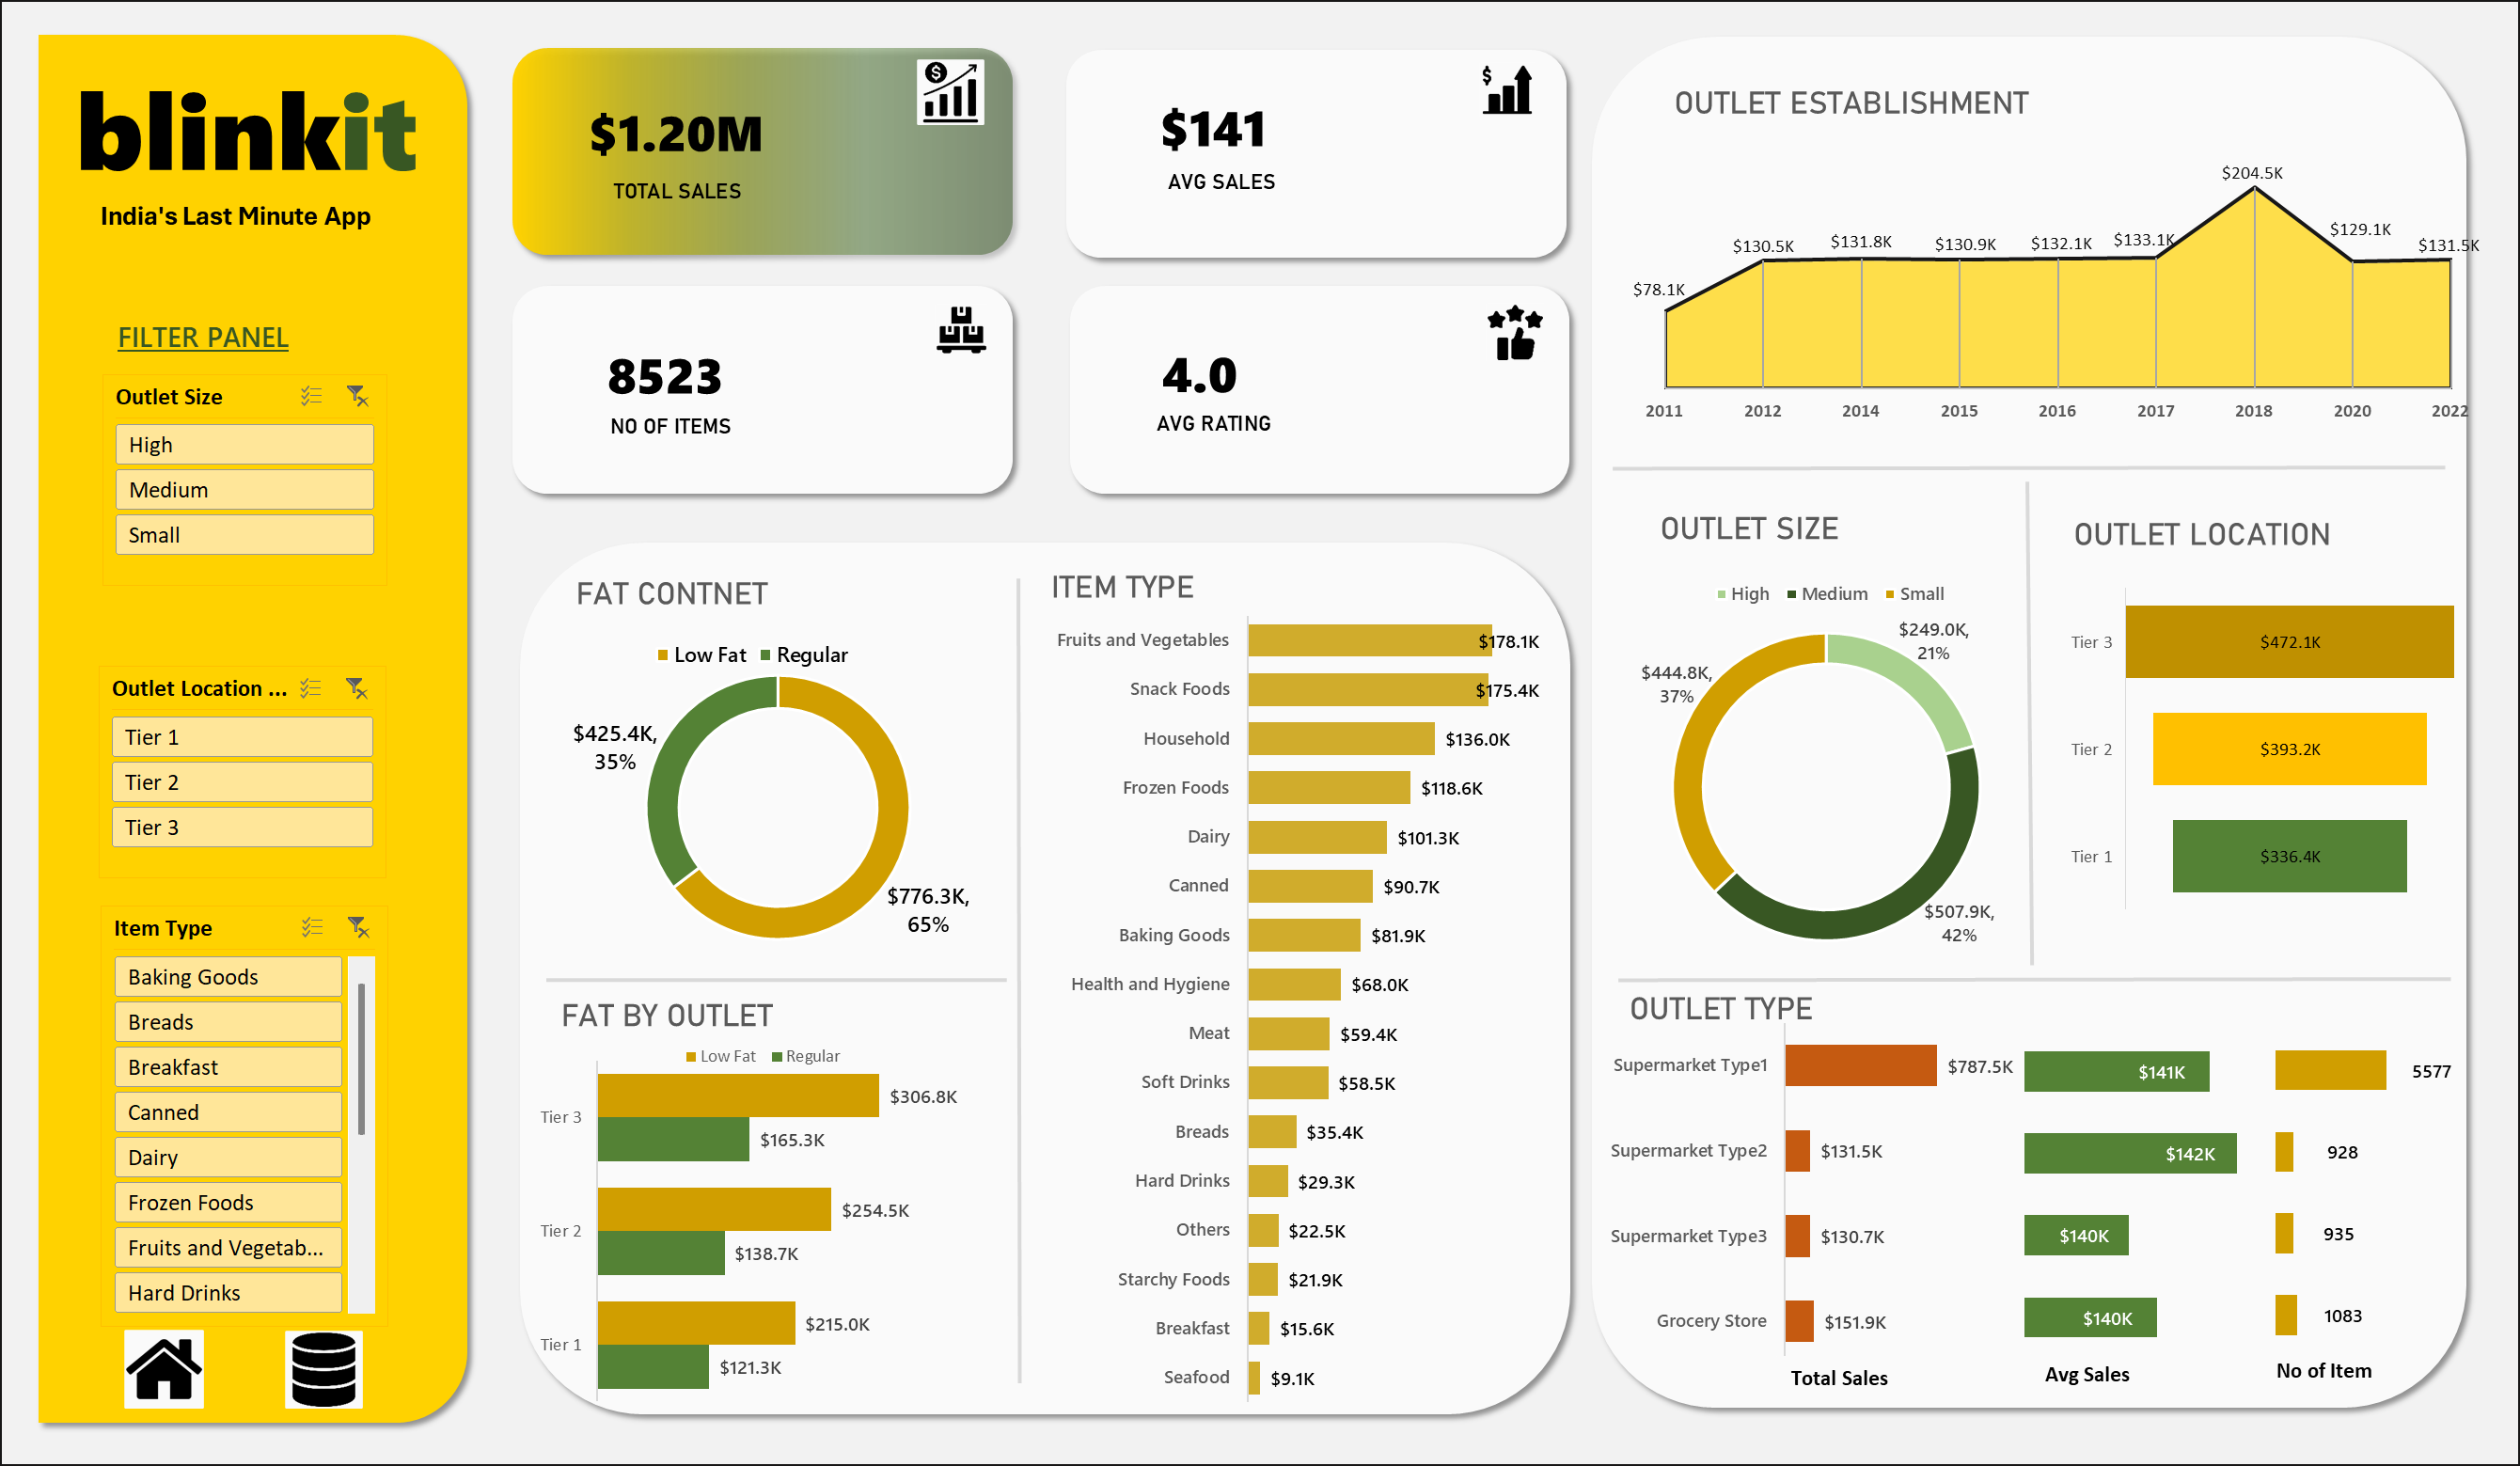 blinkit
India's Last Minute App
FILTER PANEL
Outlet Size
High
Medium
Small
Outlet Location ...
Tier 1
Tier 2
Tier 3
Item Type
Baking Goods
Breads
Breakfast
Canned
Dairy
Frozen Foods
Fruits and Vegetab...
Hard Drinks
$
$1.20M
TOTAL SALES
$
$141
AVG SALES
8523
NO OF ITEMS
4.0
AVG RATING
FAT CONTNET
Low Fat Regular
$425.4K,
35%
$776.3K,
65%
FAT BY OUTLET
Low Fat Regular
Tier 3
$306.8K
$165.3K
Tier 2
$254.5K
$138.7K
Tier 1
$215.0K
$121.3K
ITEM TYPE
Fruits and Vegetables $178.1K
Snack Foods $175.4K
Household $136.0K
Frozen Foods $118.6K
Dairy $101.3K
Canned $90.7K
Baking Goods $81.9K
Health and Hygiene $68.0K
Meat $59.4K
Soft Drinks $58.5K
Breads $35.4K
Hard Drinks $29.3K
Others $22.5K
Starchy Foods $21.9K
Breakfast $15.6K
Seafood $9.1K
OUTLET ESTABLISHMENT
$78.1K $130.5K $131.8K $130.9K $132.1K $133.1K $204.5K $129.1K $131.5K
2011 2012 2014 2015 2016 2017 2018 2020 2022
OUTLET SIZE
High Medium Small
$249.0K,
21%
$444.8K,
37%
$507.9K,
42%
OUTLET LOCATION
Tier 3 $472.1K
Tier 2 $393.2K
Tier 1 $336.4K
OUTLET TYPE
Supermarket Type1 $787.5K $141K 5577
Supermarket Type2 $131.5K $142K 928
Supermarket Type3 $130.7K $140K 935
Grocery Store $151.9K $140K 1083
Total Sales Avg Sales No of Item